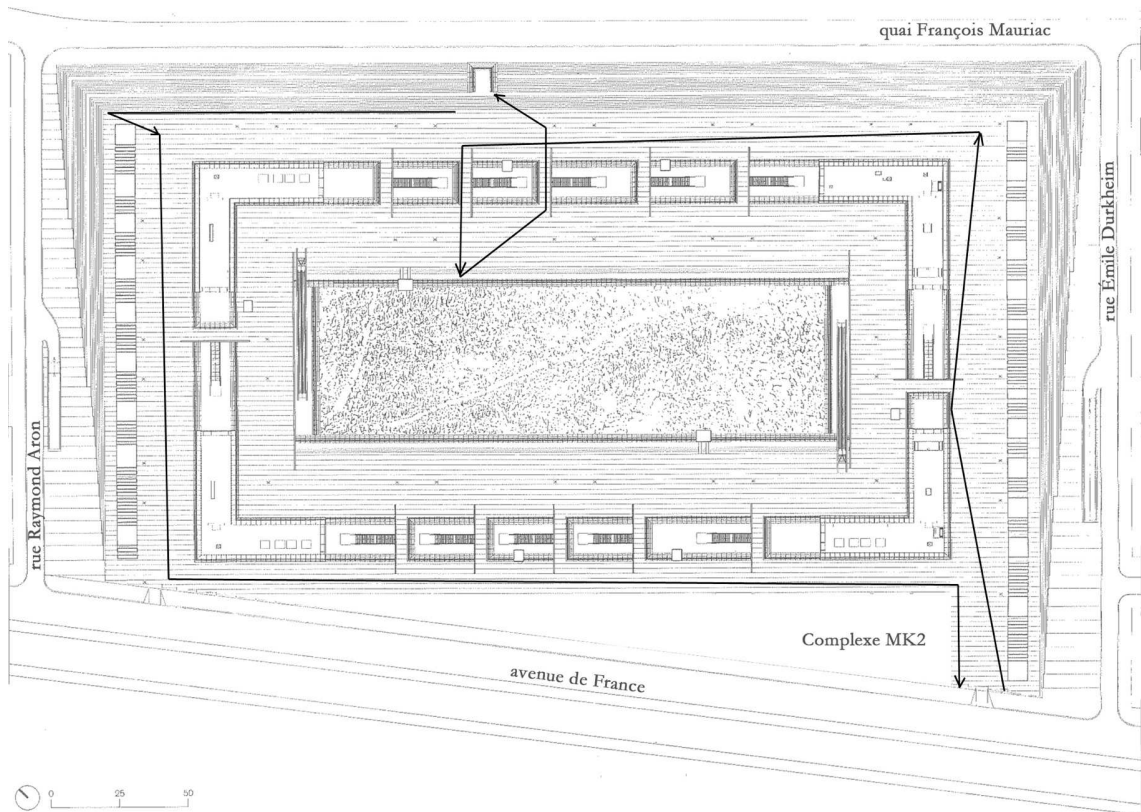 quai François Mauriac
rue Émile Durkheim
rue Raymond Aron
Complexe MK2
avenue de France
0 25 50